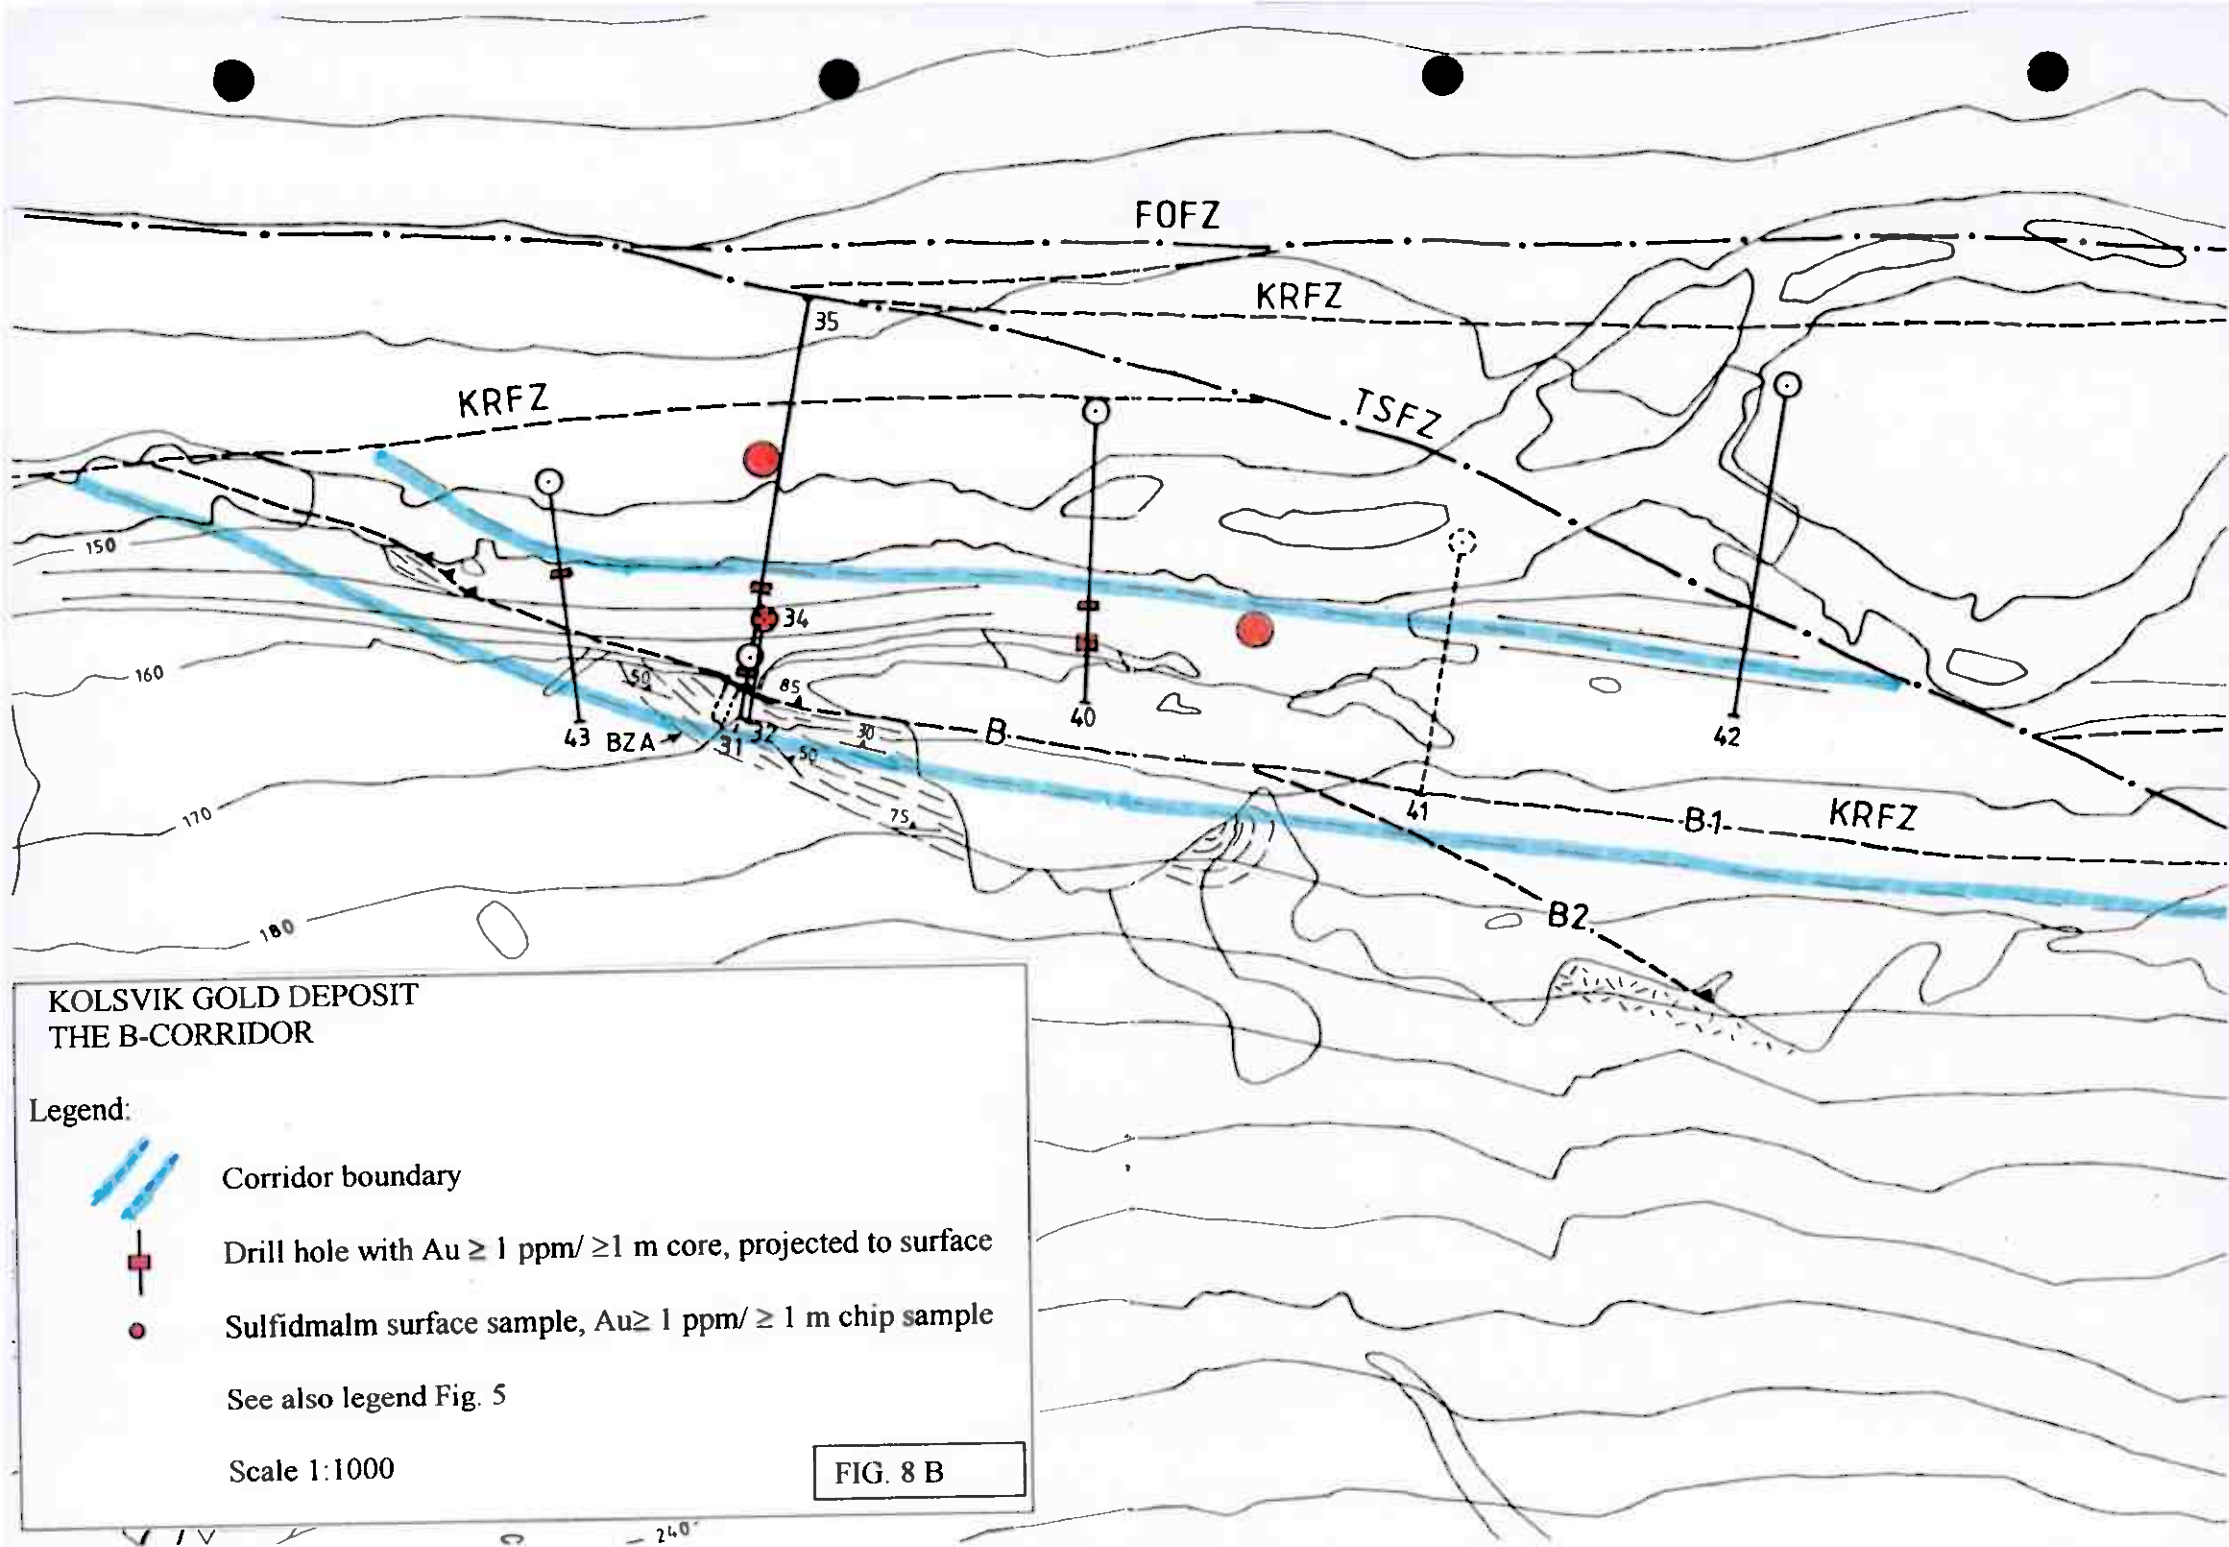 FOFZ
KRFZ
35
KRFZ
TSFZ
150
34
160
50
85
40
B
30
43
BZA
31
32
50
42
41
B1
KRFZ
170
75
B2
180
KOLSVIK GOLD DEPOSIT
THE B-CORRIDOR
Legend:
Corridor boundary
Drill hole with Au ≥ 1 ppm/ ≥1 m core, projected to surface
Sulfidmalm surface sample, Au≥ 1 ppm/ ≥ 1 m chip sample
See also legend Fig. 5
Scale 1:1000
FIG. 8 B
240